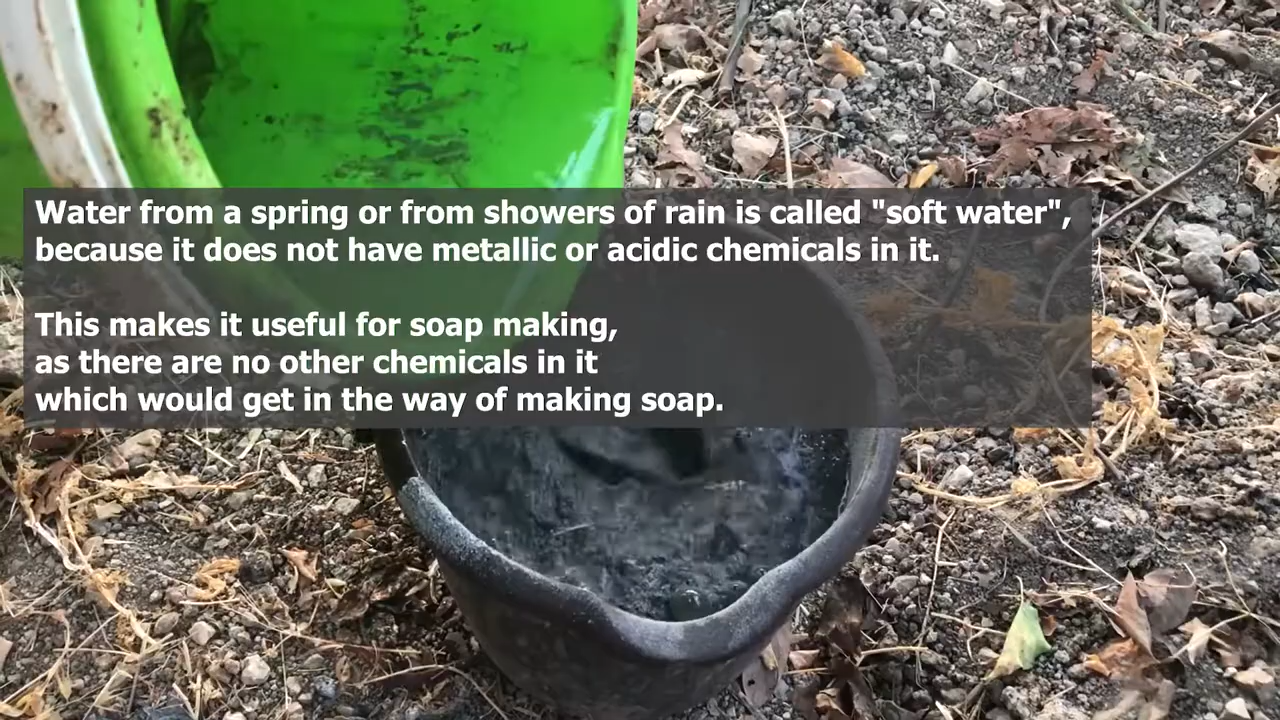 Water from a spring or from showers of rain is called "soft water",
because it does not have metallic or acidic chemicals in it.
This makes it useful for soap making,
as there are no other chemicals in it
which would get in the way of making soap.